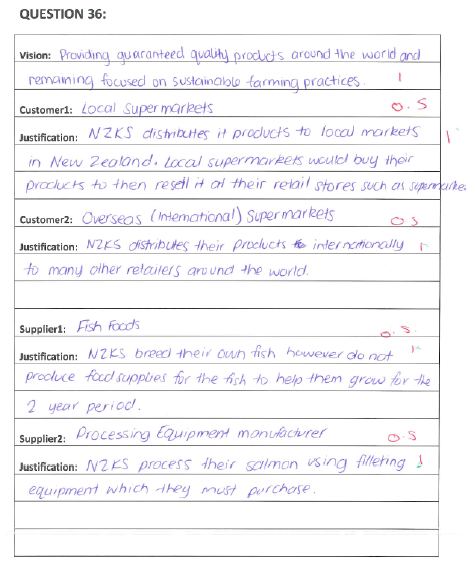 QUESTION 36:
Vision: Providing guaranteed quality products around the world and
remaining focused on sustainable farming practices. 1
Customer1: Local Supermarkets 0.5
Justification: NZKS distributes it products to local markets 1
in New Zealand. Local supermarkets would buy their
products to then resell it at their retail stores such as supermarkets
Customer2: Overseas (International) Supermarkets 0.5
Justification: NZKS distributes their products to internationally 1
to many other retailers around the world.
Supplier1: Fish Foods 0.5
Justification: NZKS breed their own fish however do not 1
produce food supplies for the fish to help them grow for the
2 year period.
Supplier2: Processing Equipment manufacturer 0.5
Justification: NZKS process their salmon using filleting 1
equipment which they must purchase.